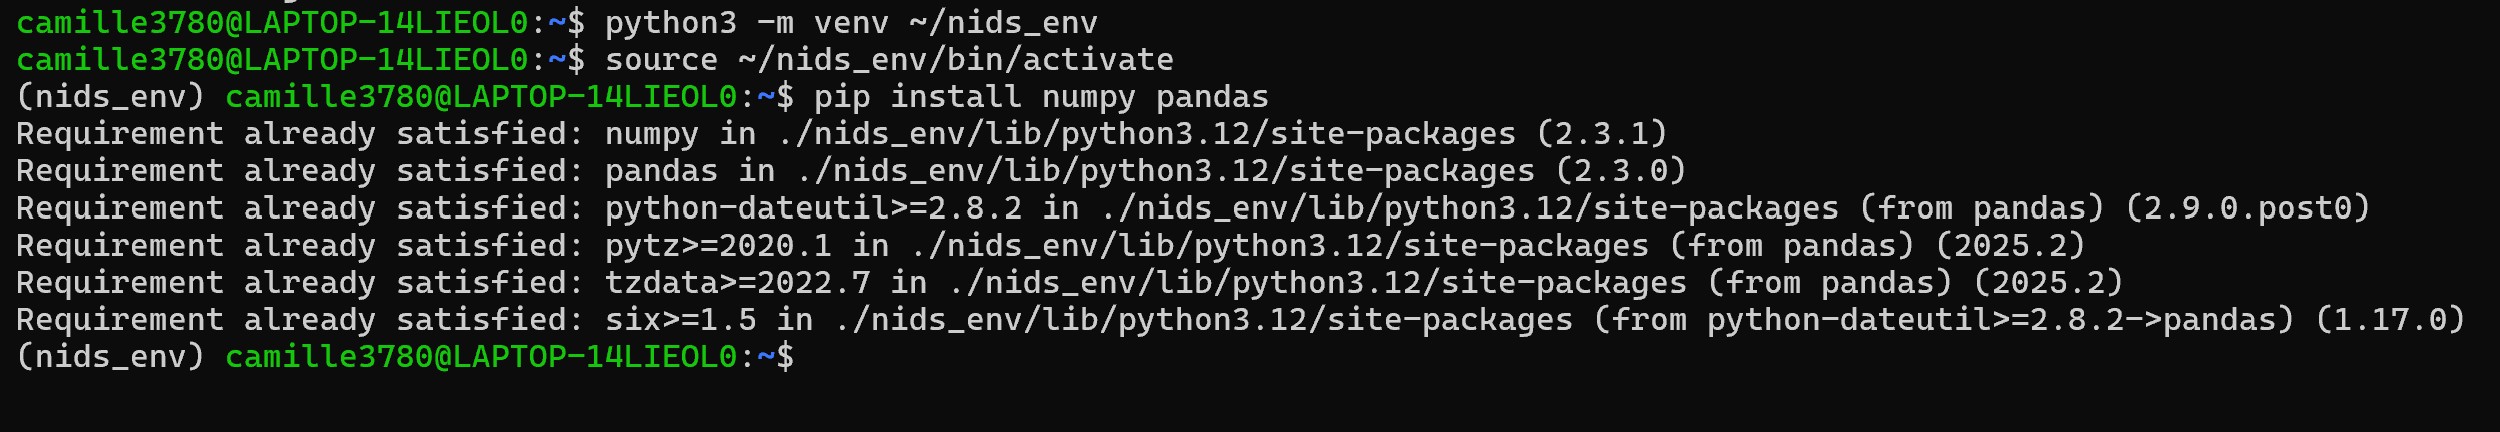 camille3780@LAPTOP-14LIEOL0:~$ python3 -m venv ~/nids_env
camille3780@LAPTOP-14LIEOL0:~$ source ~/nids_env/bin/activate
(nids_env) camille3780@LAPTOP-14LIEOL0:~$ pip install numpy pandas
Requirement already satisfied: numpy in ./nids_env/lib/python3.12/site-packages (2.3.1)
Requirement already satisfied: pandas in ./nids_env/lib/python3.12/site-packages (2.3.0)
Requirement already satisfied: python-dateutil>=2.8.2 in ./nids_env/lib/python3.12/site-packages (from pandas) (2.9.0.post0)
Requirement already satisfied: pytz>=2020.1 in ./nids_env/lib/python3.12/site-packages (from pandas) (2025.2)
Requirement already satisfied: tzdata>=2022.7 in ./nids_env/lib/python3.12/site-packages (from pandas) (2025.2)
Requirement already satisfied: six>=1.5 in ./nids_env/lib/python3.12/site-packages (from python-dateutil>=2.8.2->pandas) (1.17.0)
(nids_env) camille3780@LAPTOP-14LIEOL0:~$